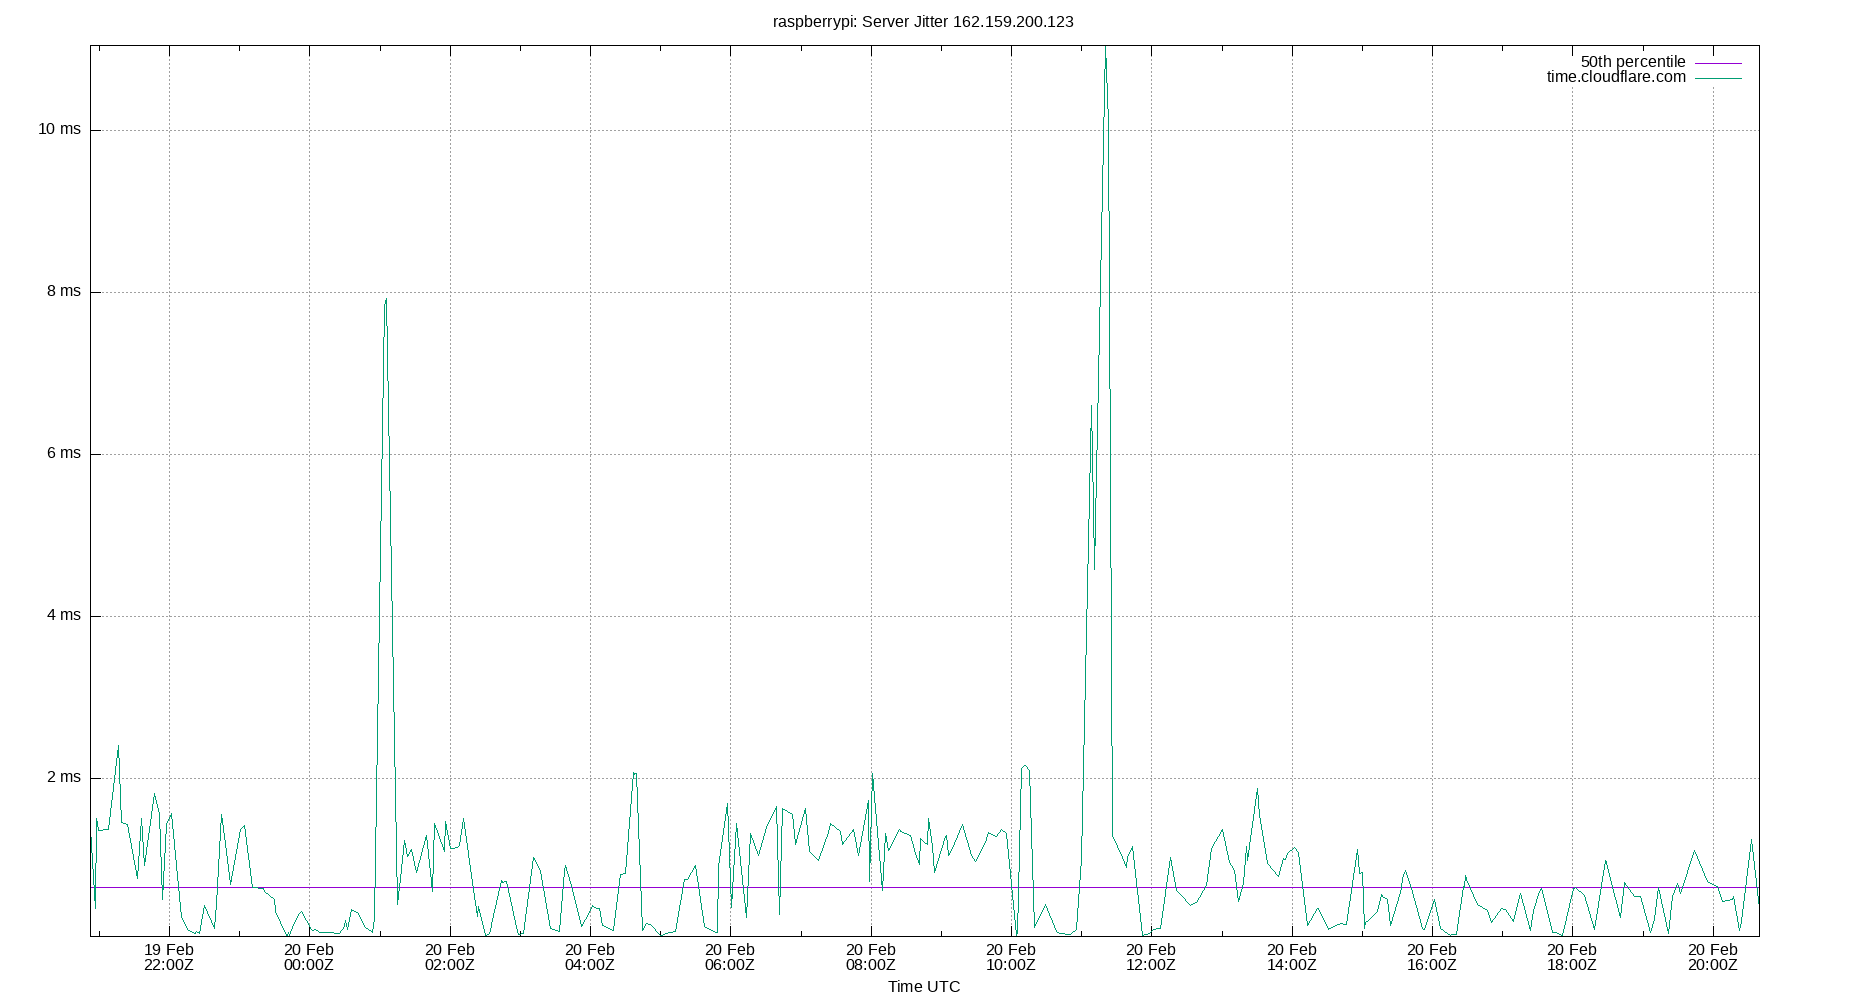 raspberrypi: Server Jitter 162.159.200.123
50th percentile
time.cloudflare.com
10 ms
8 ms
6 ms
4 ms
2 ms
19 Feb 20 Feb 20 Feb 20 Feb 20 Feb 20 Feb 20 Feb 20 Feb 20 Feb 20 Feb 20 Feb 20 Feb
22:00Z 00:00Z 02:00Z 04:00Z 06:00Z 08:00Z 10:00Z 12:00Z 14:00Z 16:00Z 18:00Z 20:00Z
Time UTC